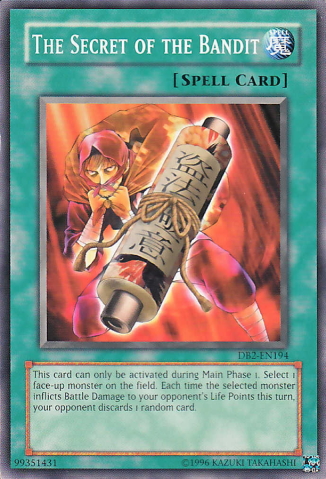 THE SECRET OF THE BANDIT
魔
[SPELL CARD]
盗
意
DB2-EN194
This card can only be activated during Main Phase 1. Select 1
face-up monster on the field. Each time the selected monster
inflicts Battle Damage to your opponent's Life Points this turn,
your opponent discards 1 random card.
99351431
©1996 KAZUKI TAKAHASHI